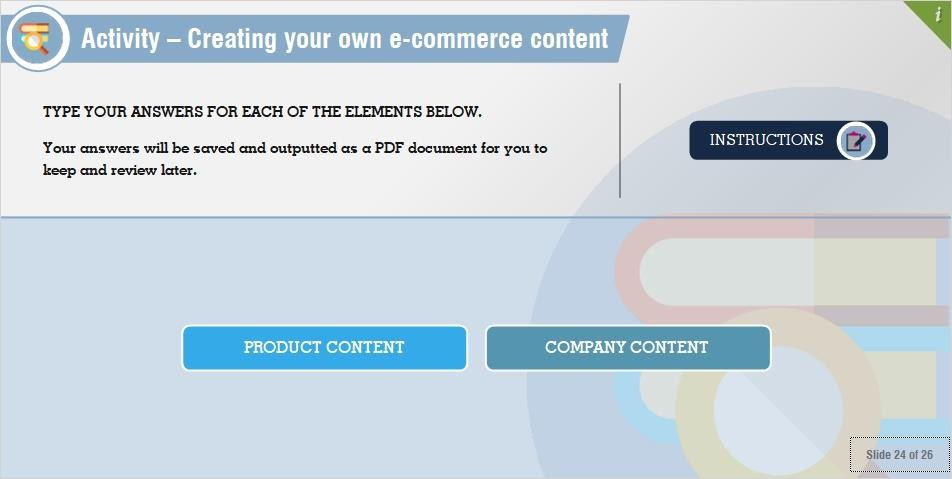 Activity – Creating your own e-commerce content
i
TYPE YOUR ANSWERS FOR EACH OF THE ELEMENTS BELOW.
Your answers will be saved and outputted as a PDF document for you to
keep and review later.
INSTRUCTIONS
PRODUCT CONTENT
COMPANY CONTENT
Slide 24 of 26